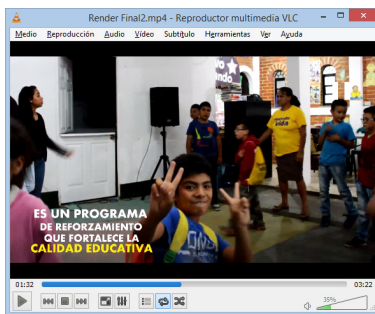 Render Final2.mp4 - Reproductor multimedia VLC
Medio Reproducción Audio Vídeo Subtítulo Herramientas Ver Ayuda
vida
ES UN PROGRAMA
DE REFORZAMIENTO
QUE FORTALECE LA
CALIDAD EDUCATIVA
01:32
03:22
35%